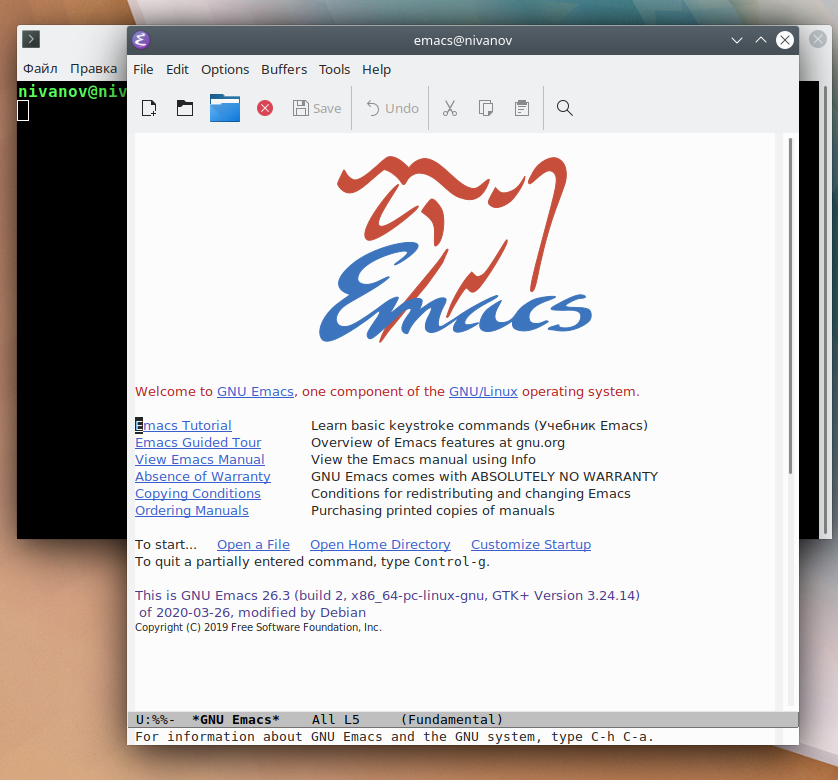 Файл Правка
nivanov@niv
emacs@nivanov
File Edit Options Buffers Tools Help
Save Undo
Emacs
Welcome to GNU Emacs, one component of the GNU/Linux operating system.
Emacs Tutorial Learn basic keystroke commands (Учебник Emacs)
Emacs Guided Tour Overview of Emacs features at gnu.org
View Emacs Manual View the Emacs manual using Info
Absence of Warranty GNU Emacs comes with ABSOLUTELY NO WARRANTY
Copying Conditions Conditions for redistributing and changing Emacs
Ordering Manuals Purchasing printed copies of manuals
To start... Open a File Open Home Directory Customize Startup
To quit a partially entered command, type Control-g.
This is GNU Emacs 26.3 (build 2, x86_64-pc-linux-gnu, GTK+ Version 3.24.14)
of 2020-03-26, modified by Debian
Copyright (C) 2019 Free Software Foundation, Inc.
U:%%- *GNU Emacs* All L5 (Fundamental)
For information about GNU Emacs and the GNU system, type C-h C-a.